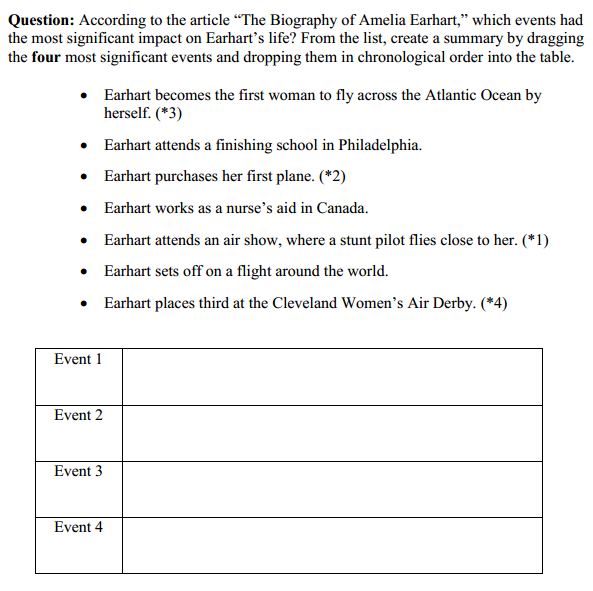 Question: According to the article “The Biography of Amelia Earhart,” which events had
the most significant impact on Earhart’s life? From the list, create a summary by dragging
the four most significant events and dropping them in chronological order into the table.
• Earhart becomes the first woman to fly across the Atlantic Ocean by
herself. (*3)
• Earhart attends a finishing school in Philadelphia.
• Earhart purchases her first plane. (*2)
• Earhart works as a nurse’s aid in Canada.
• Earhart attends an air show, where a stunt pilot flies close to her. (*1)
• Earhart sets off on a flight around the world.
• Earhart places third at the Cleveland Women’s Air Derby. (*4)
Event 1
Event 2
Event 3
Event 4